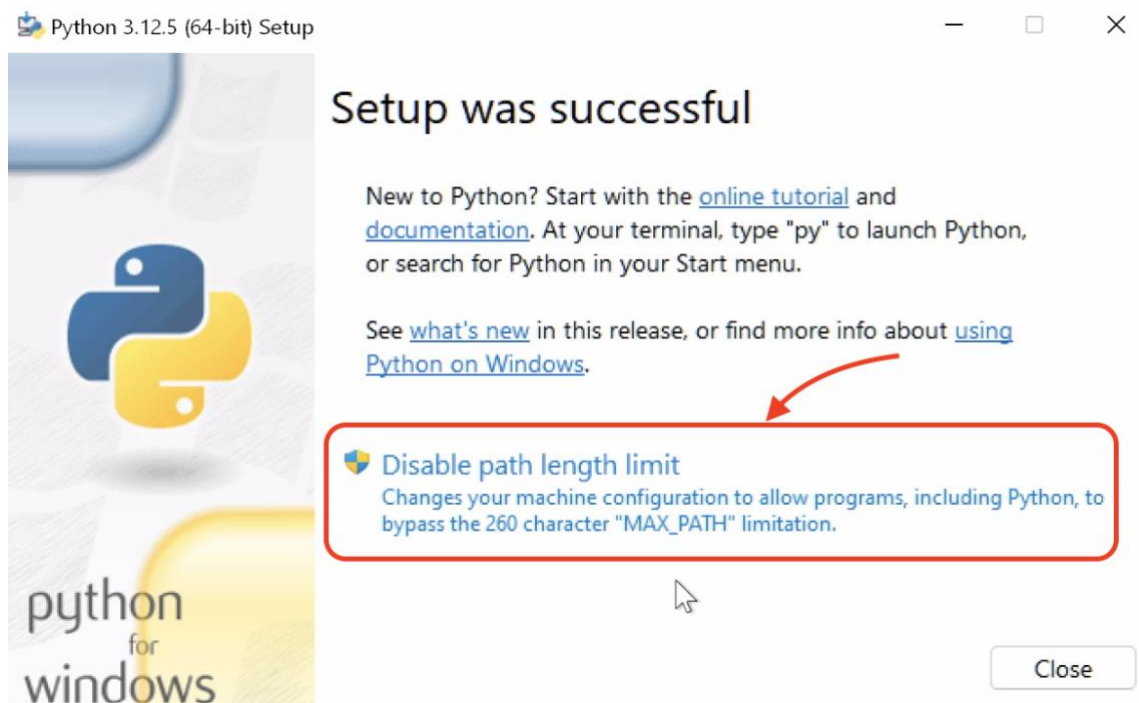 Python 3.12.5 (64-bit) Setup
Setup was successful
New to Python? Start with the online tutorial and
documentation. At your terminal, type "py" to launch Python,
or search for Python in your Start menu.
See what's new in this release, or find more info about using
Python on Windows.
Disable path length limit
Changes your machine configuration to allow programs, including Python, to
bypass the 260 character "MAX_PATH" limitation.
python
for
windows
Close